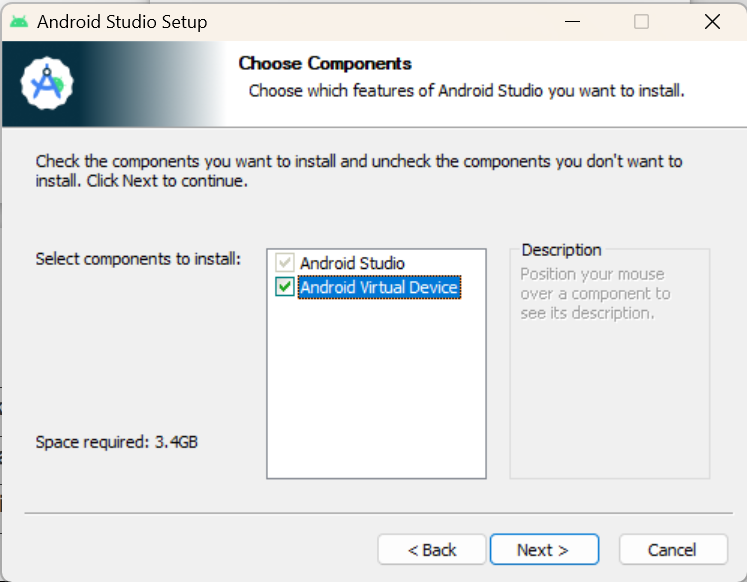 Android Studio Setup
Choose Components
Choose which features of Android Studio you want to install.
Check the components you want to install and uncheck the components you don't want to
install. Click Next to continue.
Select components to install:
Android Studio
Android Virtual Device
Description
Position your mouse
over a component to
see its description.
Space required: 3.4GB
< Back
Next >
Cancel